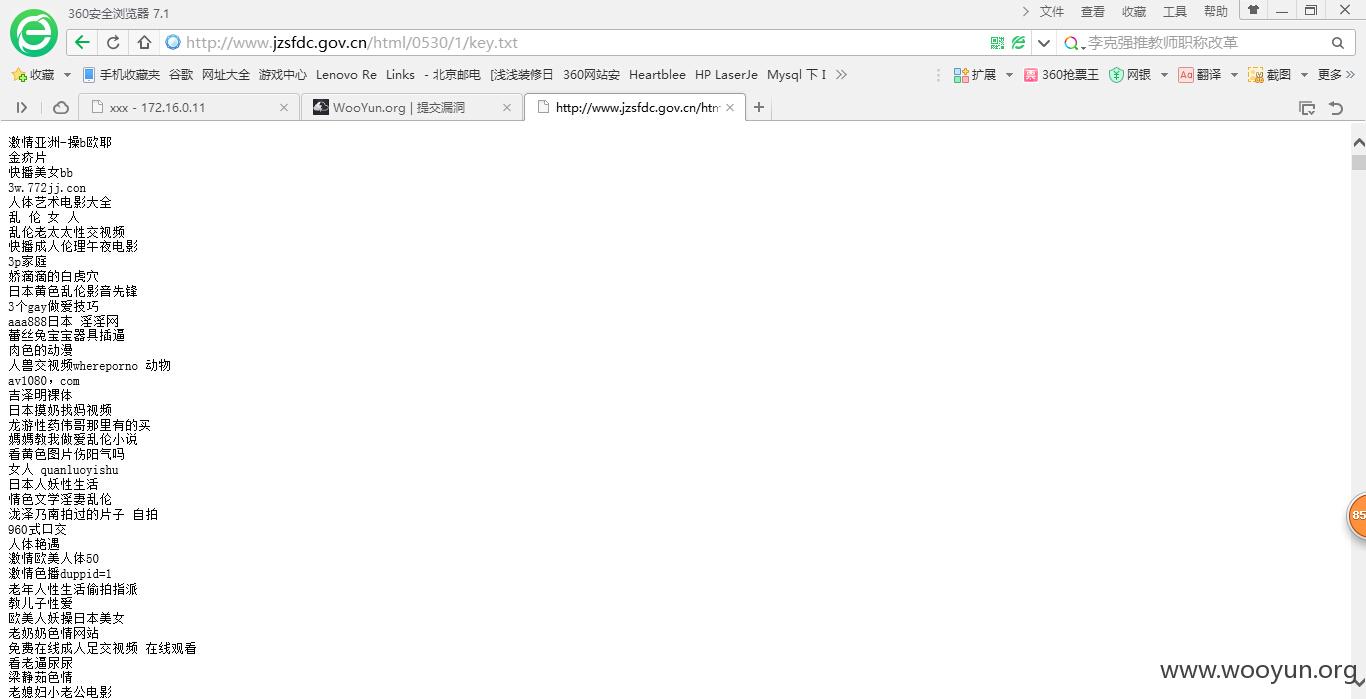 360安全浏览器 7.1
文件 查看 收藏 工具 帮助
http://www.jzsfdc.gov.cn/html/0530/1/key.txt
李克强推教师职称改革
收藏 手机收藏夹 谷歌 网址大全 游戏中心 Lenovo Re Links - 北京邮电 [浅浅装修日 360网站安 Heartblee HP LaserJe Mysql 下 I 扩展 360抢票王 网银 翻译 截图 更多
xxx - 172.16.0.11
WooYun.org | 提交漏洞
http://www.jzsfdc.gov.cn/htm
激情亚洲-操b欧耶
金疥片
快播美女bb
3w.772jj.con
人体艺术电影大全
乱 伦 女 人
乱伦老太太性交视频
快播成人伦理午夜电影
3p家庭
娇滴滴的白虎穴
日本黄色乱伦影音先锋
3个gay做爱技巧
aaa888日本 淫淫网
蕾丝兔宝宝器具插逼
肉色的动漫
人兽交视频whereporno 动物
av1080，com
吉泽明裸体
日本摸奶找妈视频
龙游性药伟哥那里有的买
媽媽教我做爱乱伦小说
看黄色图片伤阳气吗
女人 quanluoyishu
日本人妖性生活
情色文学淫妻乱伦
泷泽乃南拍过的片子 自拍
960式口交
人体艳遇
激情欧美人体50
激情色播duppid=1
老年人性生活偷拍指派
教儿子性爱
欧美人妖操日本美女
老奶奶色情网站
免费在线成人足交视频 在线观看
看老逼尿尿
梁静茹色情
老媳妇小老公电影
85
www.wooyun.org